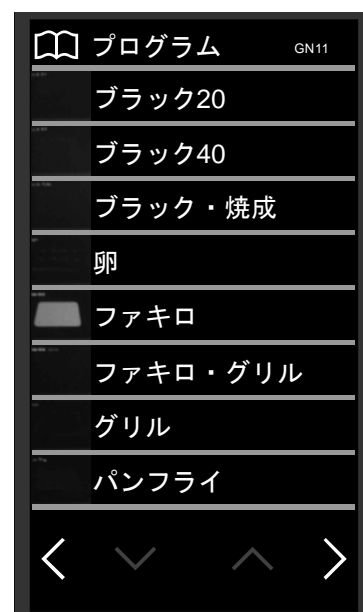 プログラム GN11
ブラック20
ブラック40
ブラック・焼成
卵
ファキロ
ファキロ・グリル
グリル
パンフライ